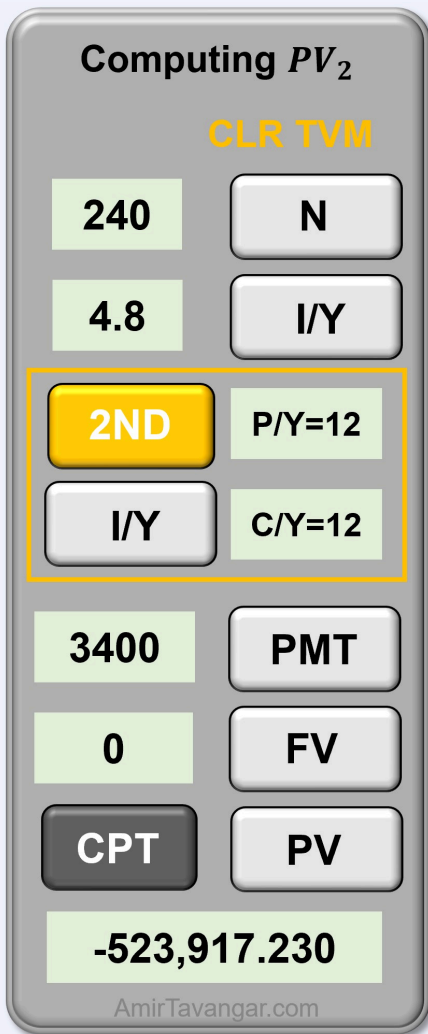 Computing PV₂
CLR TVM
240 N
4.8 I/Y
2ND P/Y=12
I/Y C/Y=12
3400 PMT
0 FV
CPT PV
-523,917.230
AmirTavangar.com